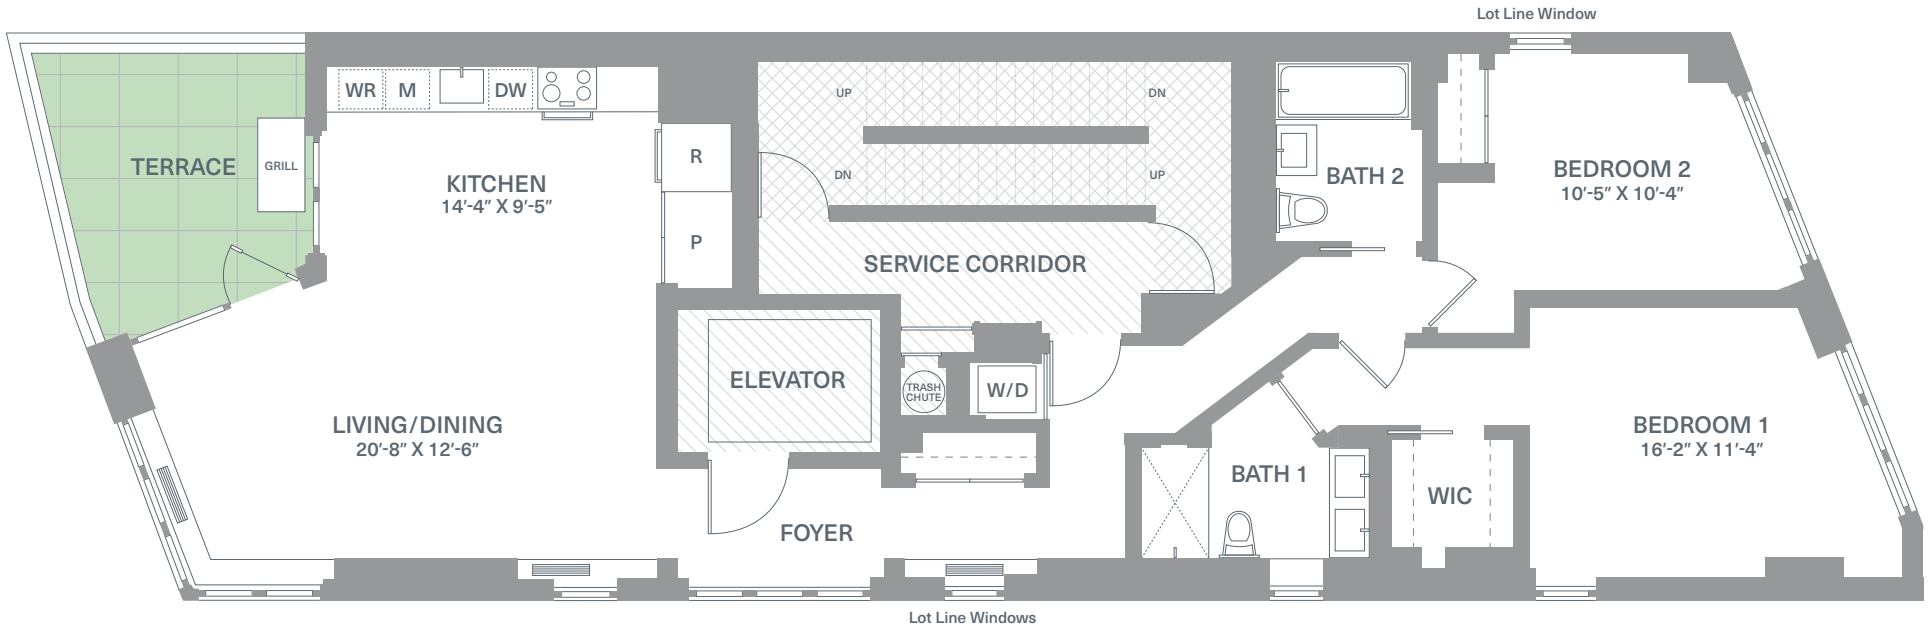 Lot Line Window
WR
M
DW
UP
DN
TERRACE
GRILL
KITCHEN
14'-4" X 9'-5"
R
P
DN
UP
SERVICE CORRIDOR
BATH 2
BEDROOM 2
10'-5" X 10'-4"
ELEVATOR
TRASH
CHUTE
W/D
LIVING/DINING
20'-8" X 12'-6"
BEDROOM 1
16'-2" X 11'-4"
BATH 1
WIC
FOYER
Lot Line Windows